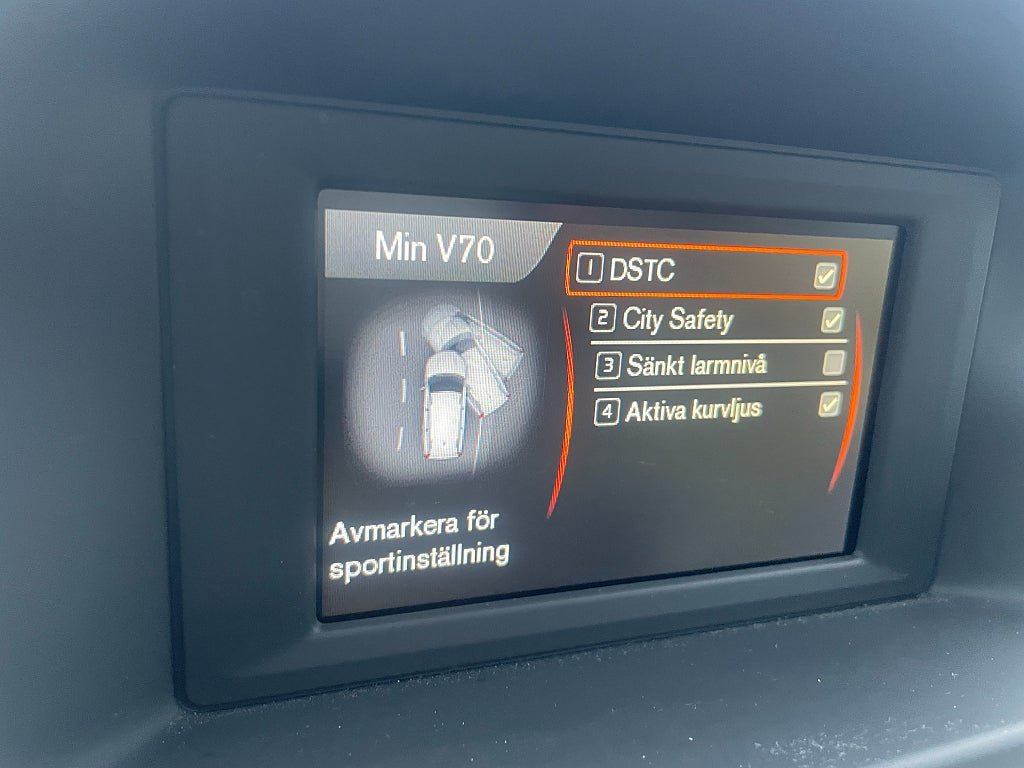 Min V70
1 DSTC
2 City Safety
3 Sänkt larmnivå
4 Aktiva kurvljus
Avmarkera för
sportinställning